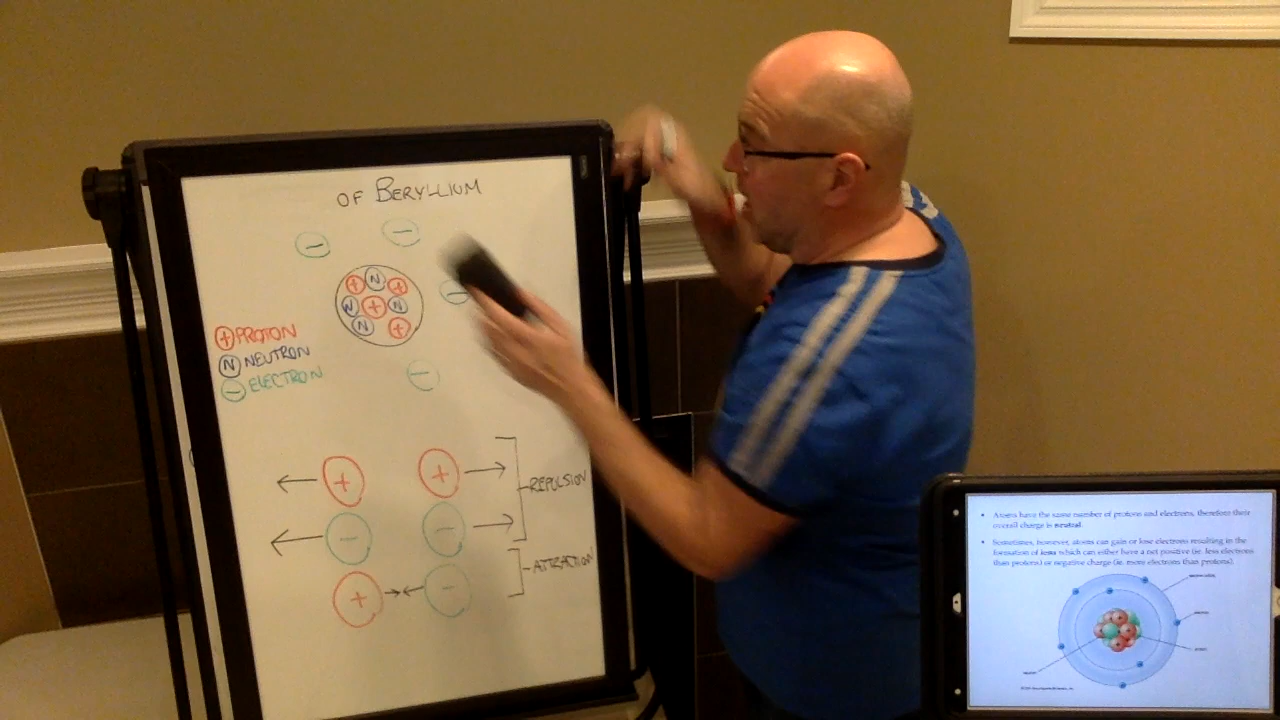 OF BERYLLIUM
− −
+ N +
N + N −
N +
+ PROTON
N NEUTRON
− ELECTRON
−
+ +
REPULSION
− −
ATTRACTION
+ −
• Atoms have the same number of protons and electrons, therefore their
overall charge is neutral.
• Sometimes, however, atoms can gain or lose electrons resulting in the
formation of ions which can either have a net positive (ie. less electrons
than protons) or negative charge (ie. more electrons than protons).